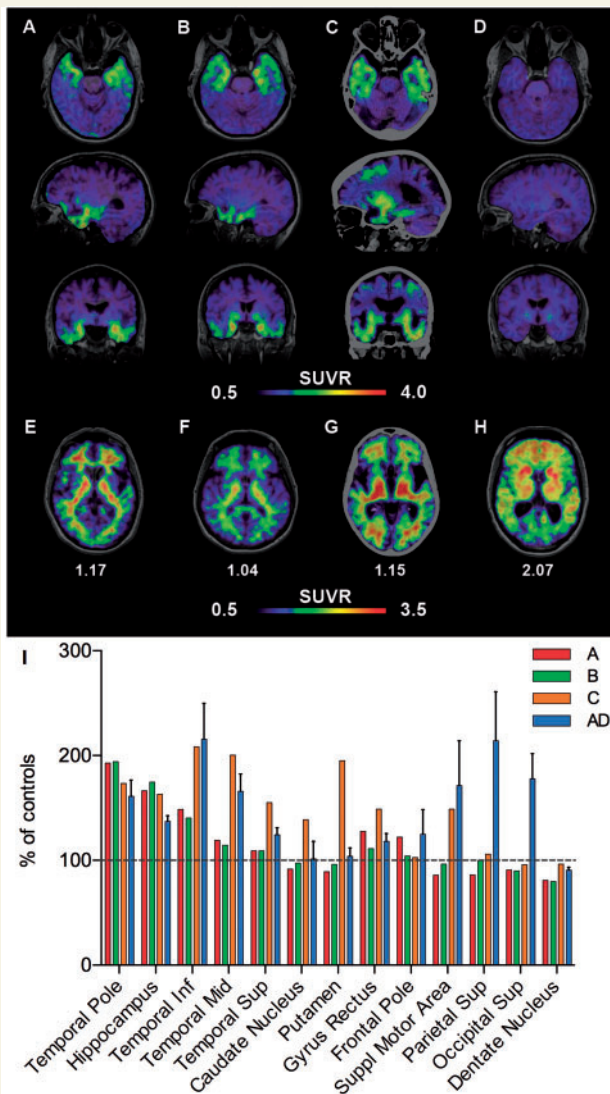 A B C D
SUVR
0.5 4.0
E F G H
1.17 1.04 1.15 2.07
SUVR
0.5 3.5
I
300
200
100
0
% of controls
A
B
C
AD
Temporal Pole
Hippocampus
Temporal Inf
Temporal Mid
Temporal Sup
Caudate Nucleus
Putamen
Gyrus Rectus
Frontal Pole
Suppl Motor Area
Parietal Sup
Occipital Sup
Dentate Nucleus